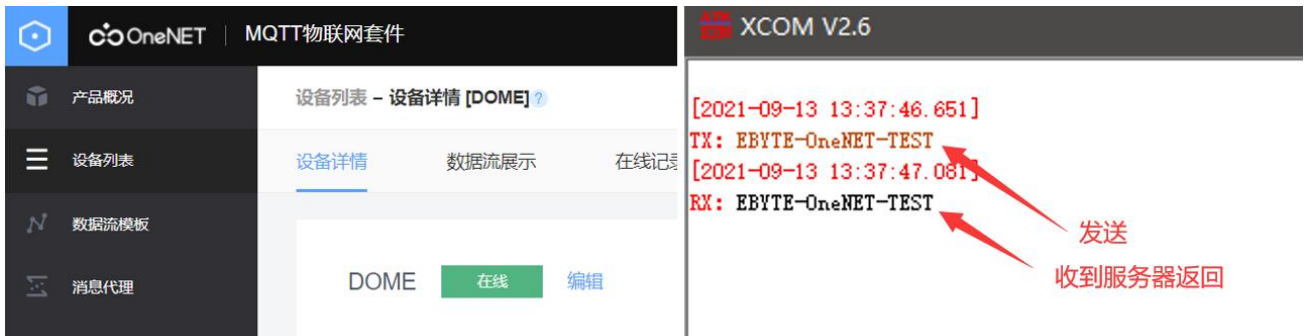 OneNET | MQTT物联网套件
产品概况
设备列表
数据流模板
消息代理
设备列表 – 设备详情 [DOME] ?
设备详情 数据流展示 在线记录
DOME 在线 编辑
XCOM V2.6
[2021-09-13 13:37:46.651]
TX: EBYTE-OneNET-TEST
[2021-09-13 13:37:47.081]
RX: EBYTE-OneNET-TEST
发送
收到服务器返回